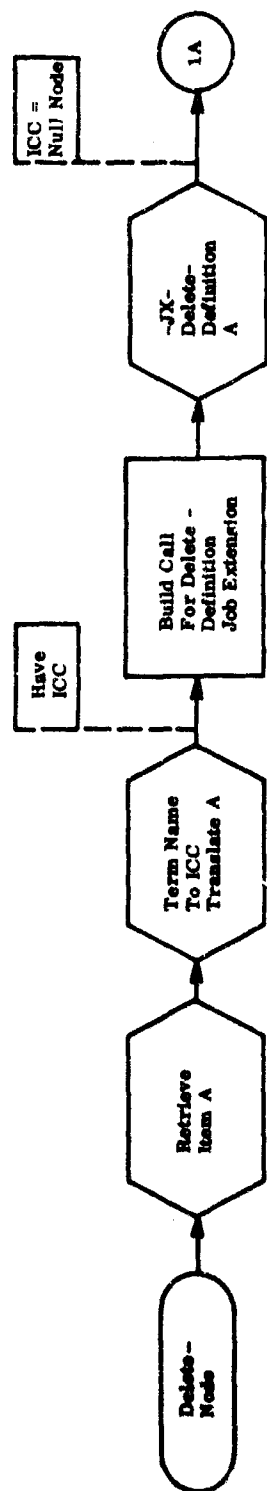 Delete-
Node
Retrieve
Item A
Term Name
To ICC
Translate A
Have
ICC
Build Call
For Delete -
Definition
Job Extension
-JX-
Delete-
Definition
A
ICC =
Null Node
1A